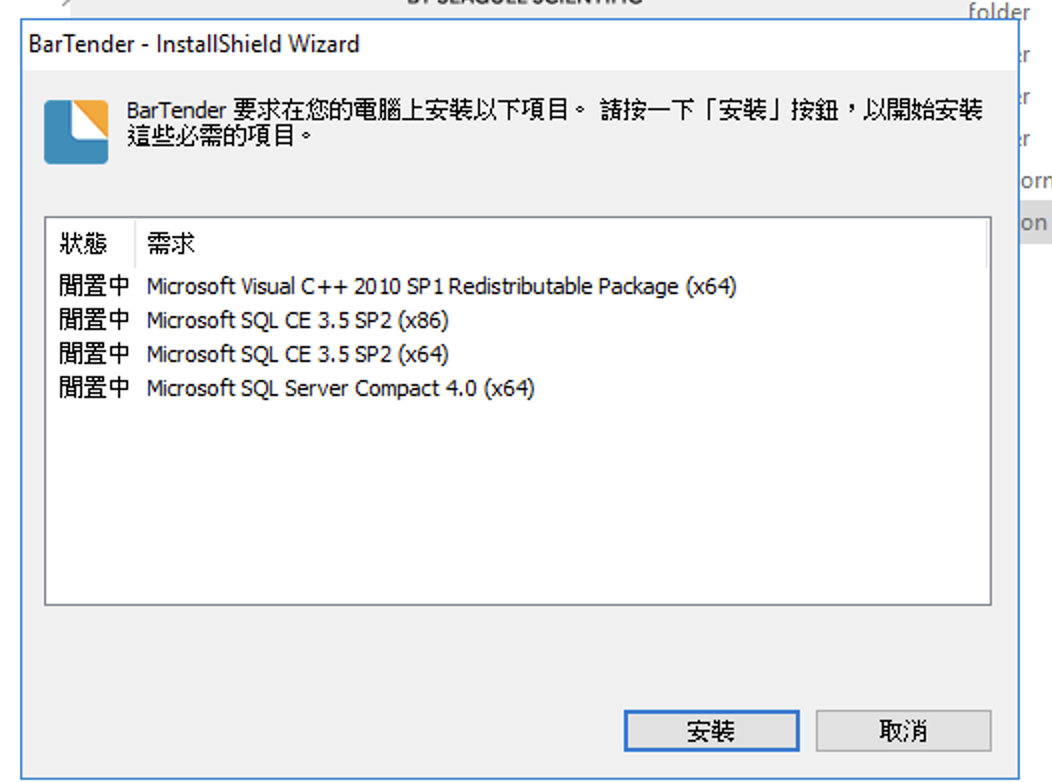 BY SEAGULL SCIENTIFIC
folder
BarTender - InstallShield Wizard
BarTender 要求在您的電腦上安裝以下項目。 請按一下「安裝」按鈕，以開始安裝
這些必需的項目。
狀態 需求
閒置中 Microsoft Visual C++ 2010 SP1 Redistributable Package (x64)
閒置中 Microsoft SQL CE 3.5 SP2 (x86)
閒置中 Microsoft SQL CE 3.5 SP2 (x64)
閒置中 Microsoft SQL Server Compact 4.0 (x64)
安裝 取消